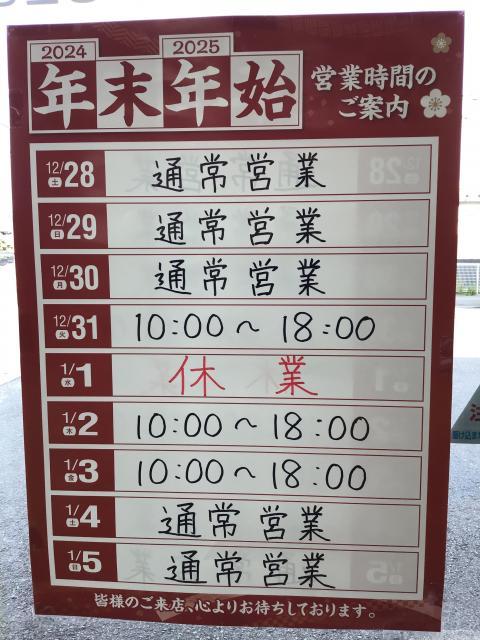 2024 2025
年末年始
営業時間の
ご案内
12/28 土 通常営業
12/29 日 通常営業
12/30 月 通常営業
12/31 火 10:00～18:00
1/1 水 休業
1/2 木 10:00～18:00
1/3 金 10:00～18:00
1/4 土 通常営業
1/5 日 通常営業
皆様のご来店、心よりお待ちしております。